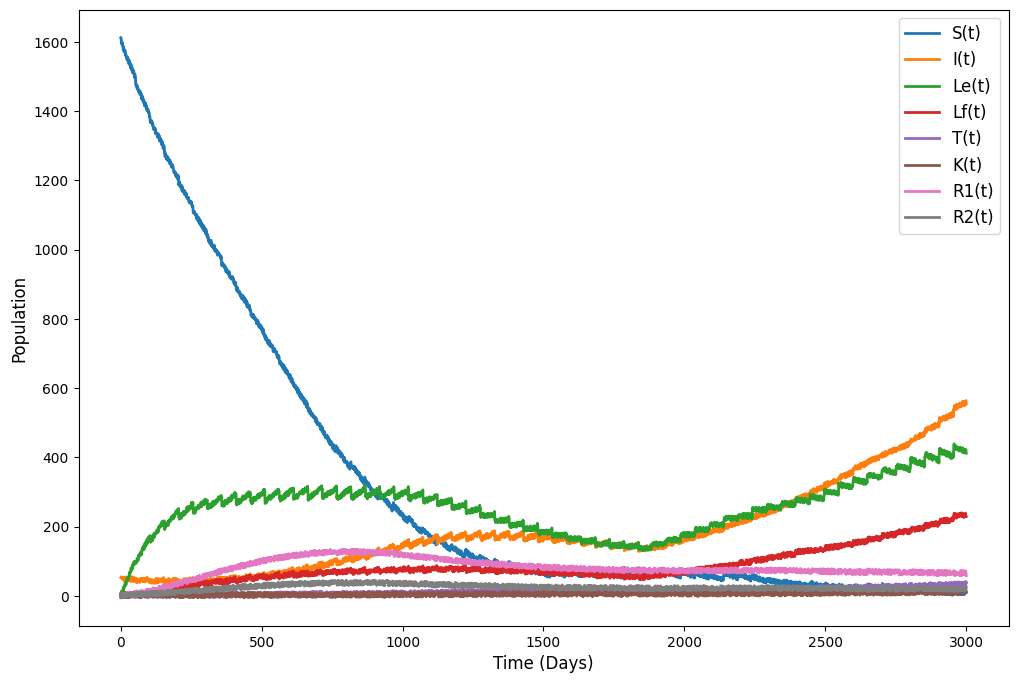 S(t)
I(t)
Le(t)
Lf(t)
T(t)
K(t)
R1(t)
R2(t)
Population
1600
1400
1200
1000
800
600
400
200
0
0 500 1000 1500 2000 2500 3000
Time (Days)